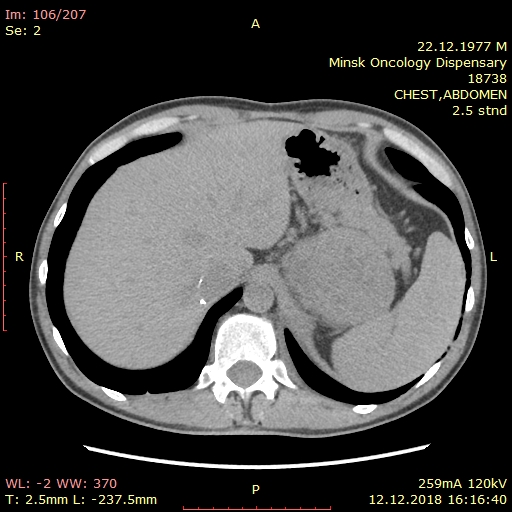 Im: 106/207
Se: 2
A
22.12.1977 M
Minsk Oncology Dispensary
18738
CHEST,ABDOMEN
2.5 stnd
R
L
WL: -2 WW: 370
T: 2.5mm L: -237.5mm
P
259mA 120kV
12.12.2018 16:16:40